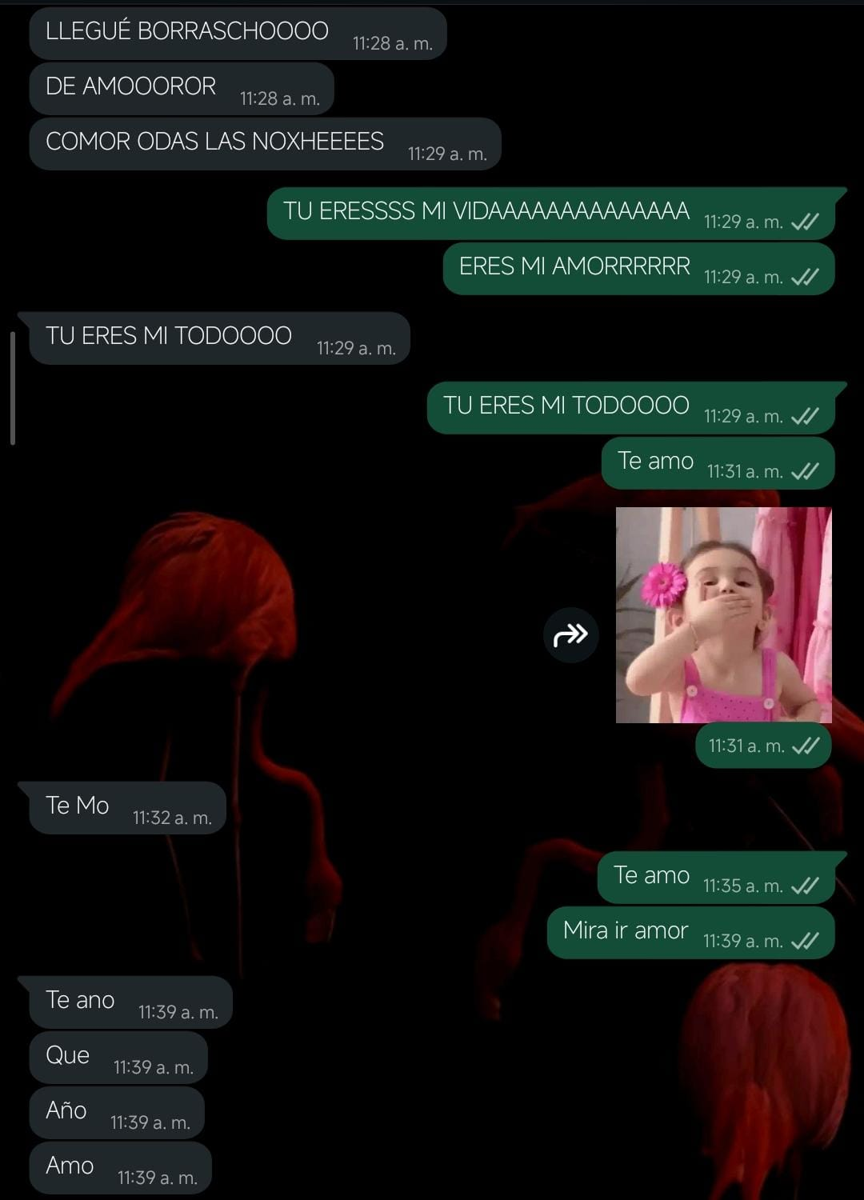 LLEGUÉ BORRASCHOOOO 11:28 a. m.
DE AMOOOROR 11:28 a. m.
COMOR ODAS LAS NOXHEEEES 11:29 a. m.
TU ERESSSS MI VIDAAAAAAAAAAAAAAA 11:29 a. m.
ERES MI AMORRRRRR 11:29 a. m.
TU ERES MI TODOOOO 11:29 a. m.
TU ERES MI TODOOOO 11:29 a. m.
Te amo 11:31 a. m.
11:31 a. m.
Te Mo 11:32 a. m.
Te amo 11:35 a. m.
Mira ir amor 11:39 a. m.
Te ano 11:39 a. m.
Que 11:39 a. m.
Año 11:39 a. m.
Amo 11:39 a. m.